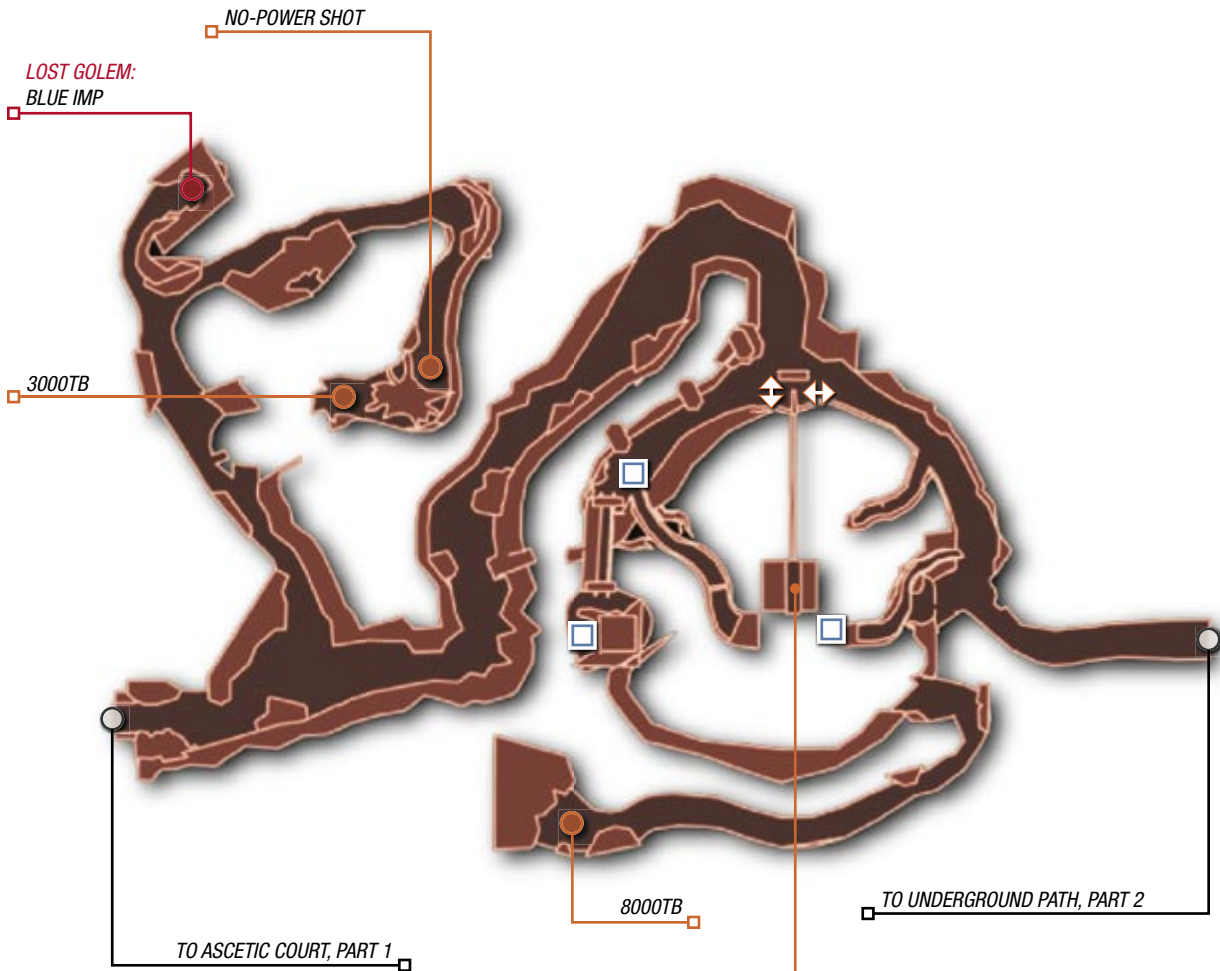 NO-POWER SHOT
LOST GOLEM:
BLUE IMP
3000TB
8000TB
TO UNDERGROUND PATH, PART 2
TO ASCETIC COURT, PART 1